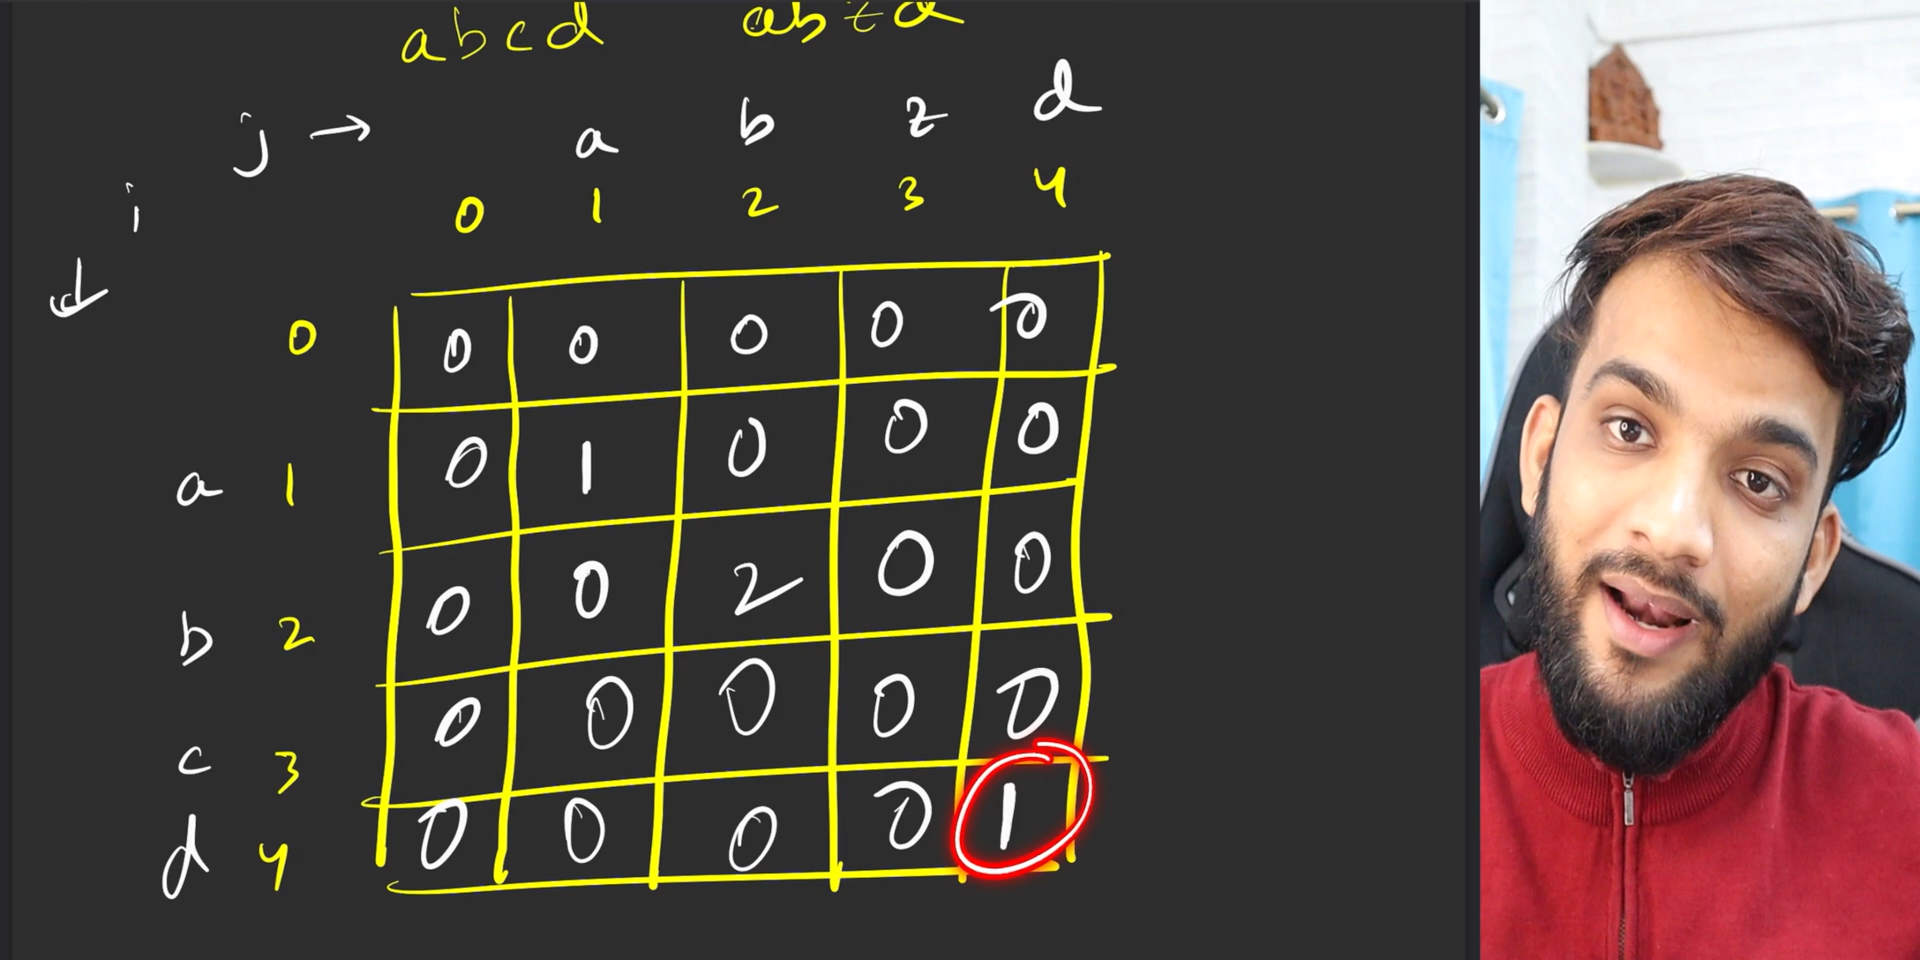 abcd abzd
j → a b z d
i 0 1 2 3 4
0 0 0 0 0 0
a 1 0 1 0 0 0
b 2 0 0 2 0 0
c 3 0 0 0 0 0
d 4 0 0 0 0 1